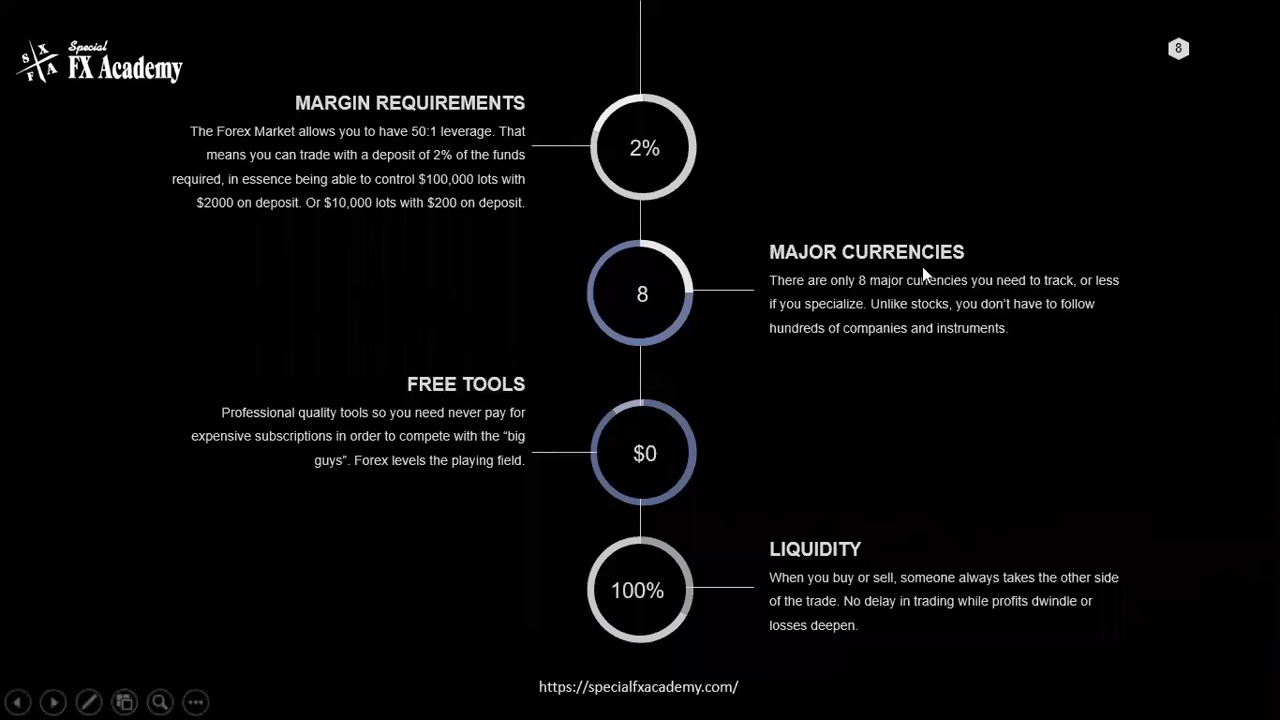 S X F A
Special
FX Academy
8
MARGIN REQUIREMENTS
The Forex Market allows you to have 50:1 leverage. That
means you can trade with a deposit of 2% of the funds
required, in essence being able to control $100,000 lots with
$2000 on deposit. Or $10,000 lots with $200 on deposit.
2%
8
MAJOR CURRENCIES
There are only 8 major currencies you need to track, or less
if you specialize. Unlike stocks, you don't have to follow
hundreds of companies and instruments.
FREE TOOLS
Professional quality tools so you need never pay for
expensive subscriptions in order to compete with the “big
guys”. Forex levels the playing field.
$0
100%
LIQUIDITY
When you buy or sell, someone always takes the other side
of the trade. No delay in trading while profits dwindle or
losses deepen.
https://specialfxacademy.com/